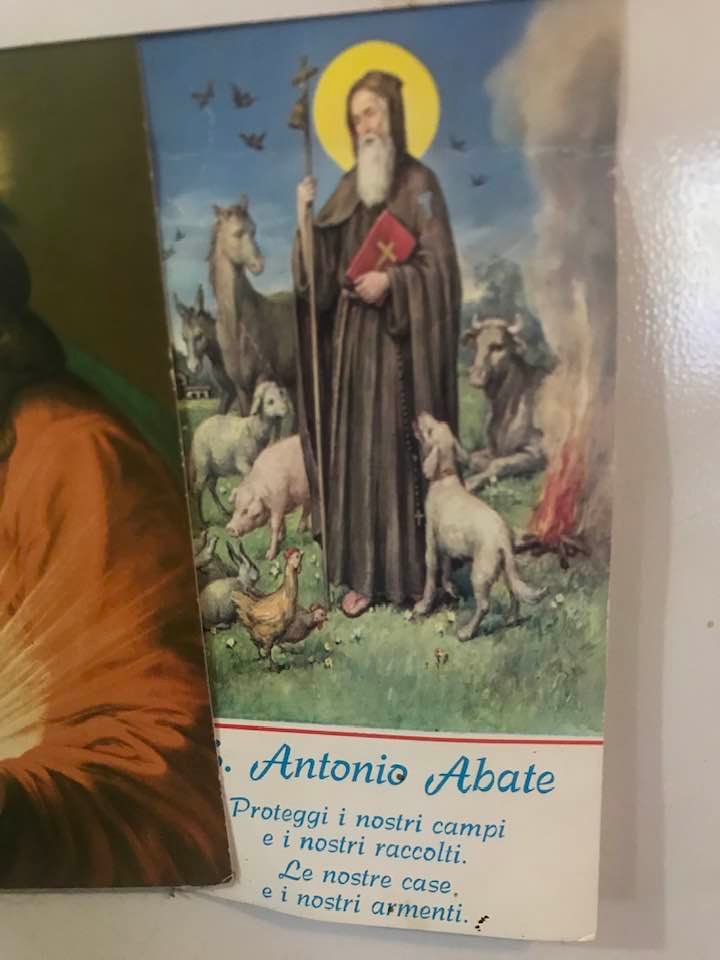 S. Antonio Abate
Proteggi i nostri campi
e i nostri raccolti.
Le nostre case,
e i nostri armenti.